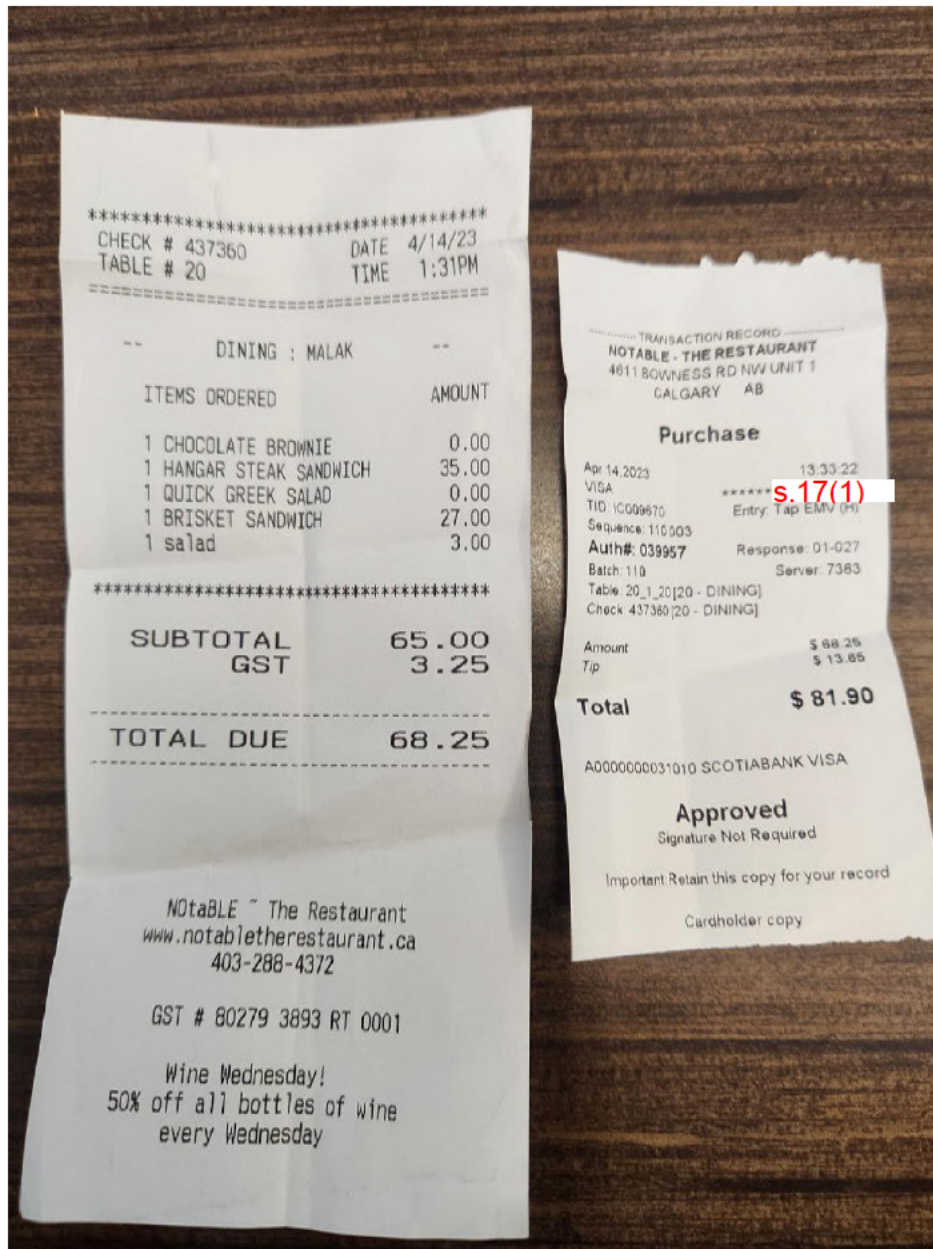 ****************************************
CHECK # 437360 DATE 4/14/23
TABLE # 20 TIME 1:31PM
========================================
-- DINING : MALAK --
ITEMS ORDERED AMOUNT
1 CHOCOLATE BROWNIE 0.00
1 HANGAR STEAK SANDWICH 35.00
1 QUICK GREEK SALAD 0.00
1 BRISKET SANDWICH 27.00
1 salad 3.00
****************************************
SUBTOTAL 65.00
GST 3.25
----------------------------------------
TOTAL DUE 68.25
----------------------------------------
NOtaBLE ~ The Restaurant
www.notabletherestaurant.ca
403-288-4372
GST # 80279 3893 RT 0001
Wine Wednesday!
50% off all bottles of wine
every Wednesday
---------- TRANSACTION RECORD ----------
NOTABLE - THE RESTAURANT
4611 BOWNESS RD NW UNIT 1
CALGARY AB
Purchase
Apr 14,2023 13:33:22
VISA ******s.17(1)
TID: IC009670 Entry: Tap EMV (H)
Sequence: 110003
Auth#: 039957 Response: 01-027
Batch: 110 Server: 7363
Table: 20_1_20[20 - DINING]
Check: 437360[20 - DINING]
Amount $ 68.25
Tip $ 13.65
Total $ 81.90
A0000000031010 SCOTIABANK VISA
Approved
Signature Not Required
Important Retain this copy for your record
Cardholder copy